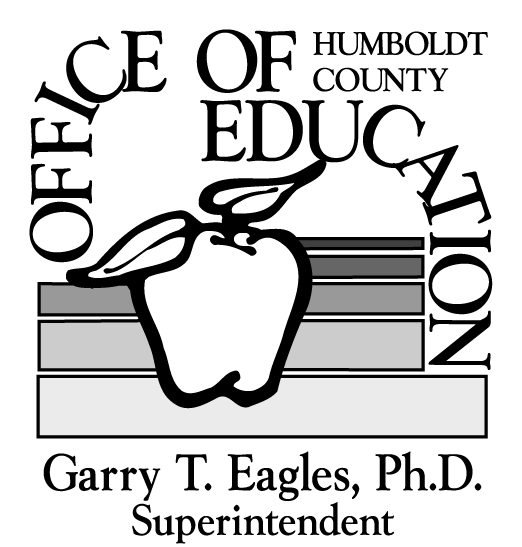 HUMBOLDT
COUNTY
OFFICE OF
EDUCATION
Garry T. Eagles, Ph.D.
Superintendent